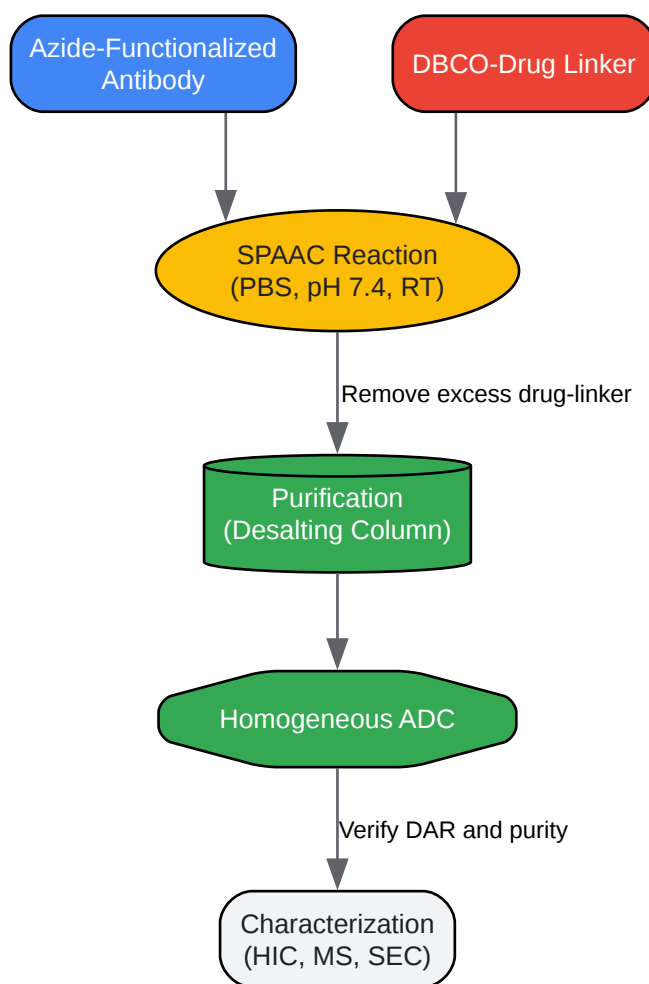 Azide-Functionalized
Antibody
DBCO-Drug Linker
SPAAC Reaction
(PBS, pH 7.4, RT)
Remove excess drug-linker
Purification
(Desalting Column)
Homogeneous ADC
Verify DAR and purity
Characterization
(HIC, MS, SEC)